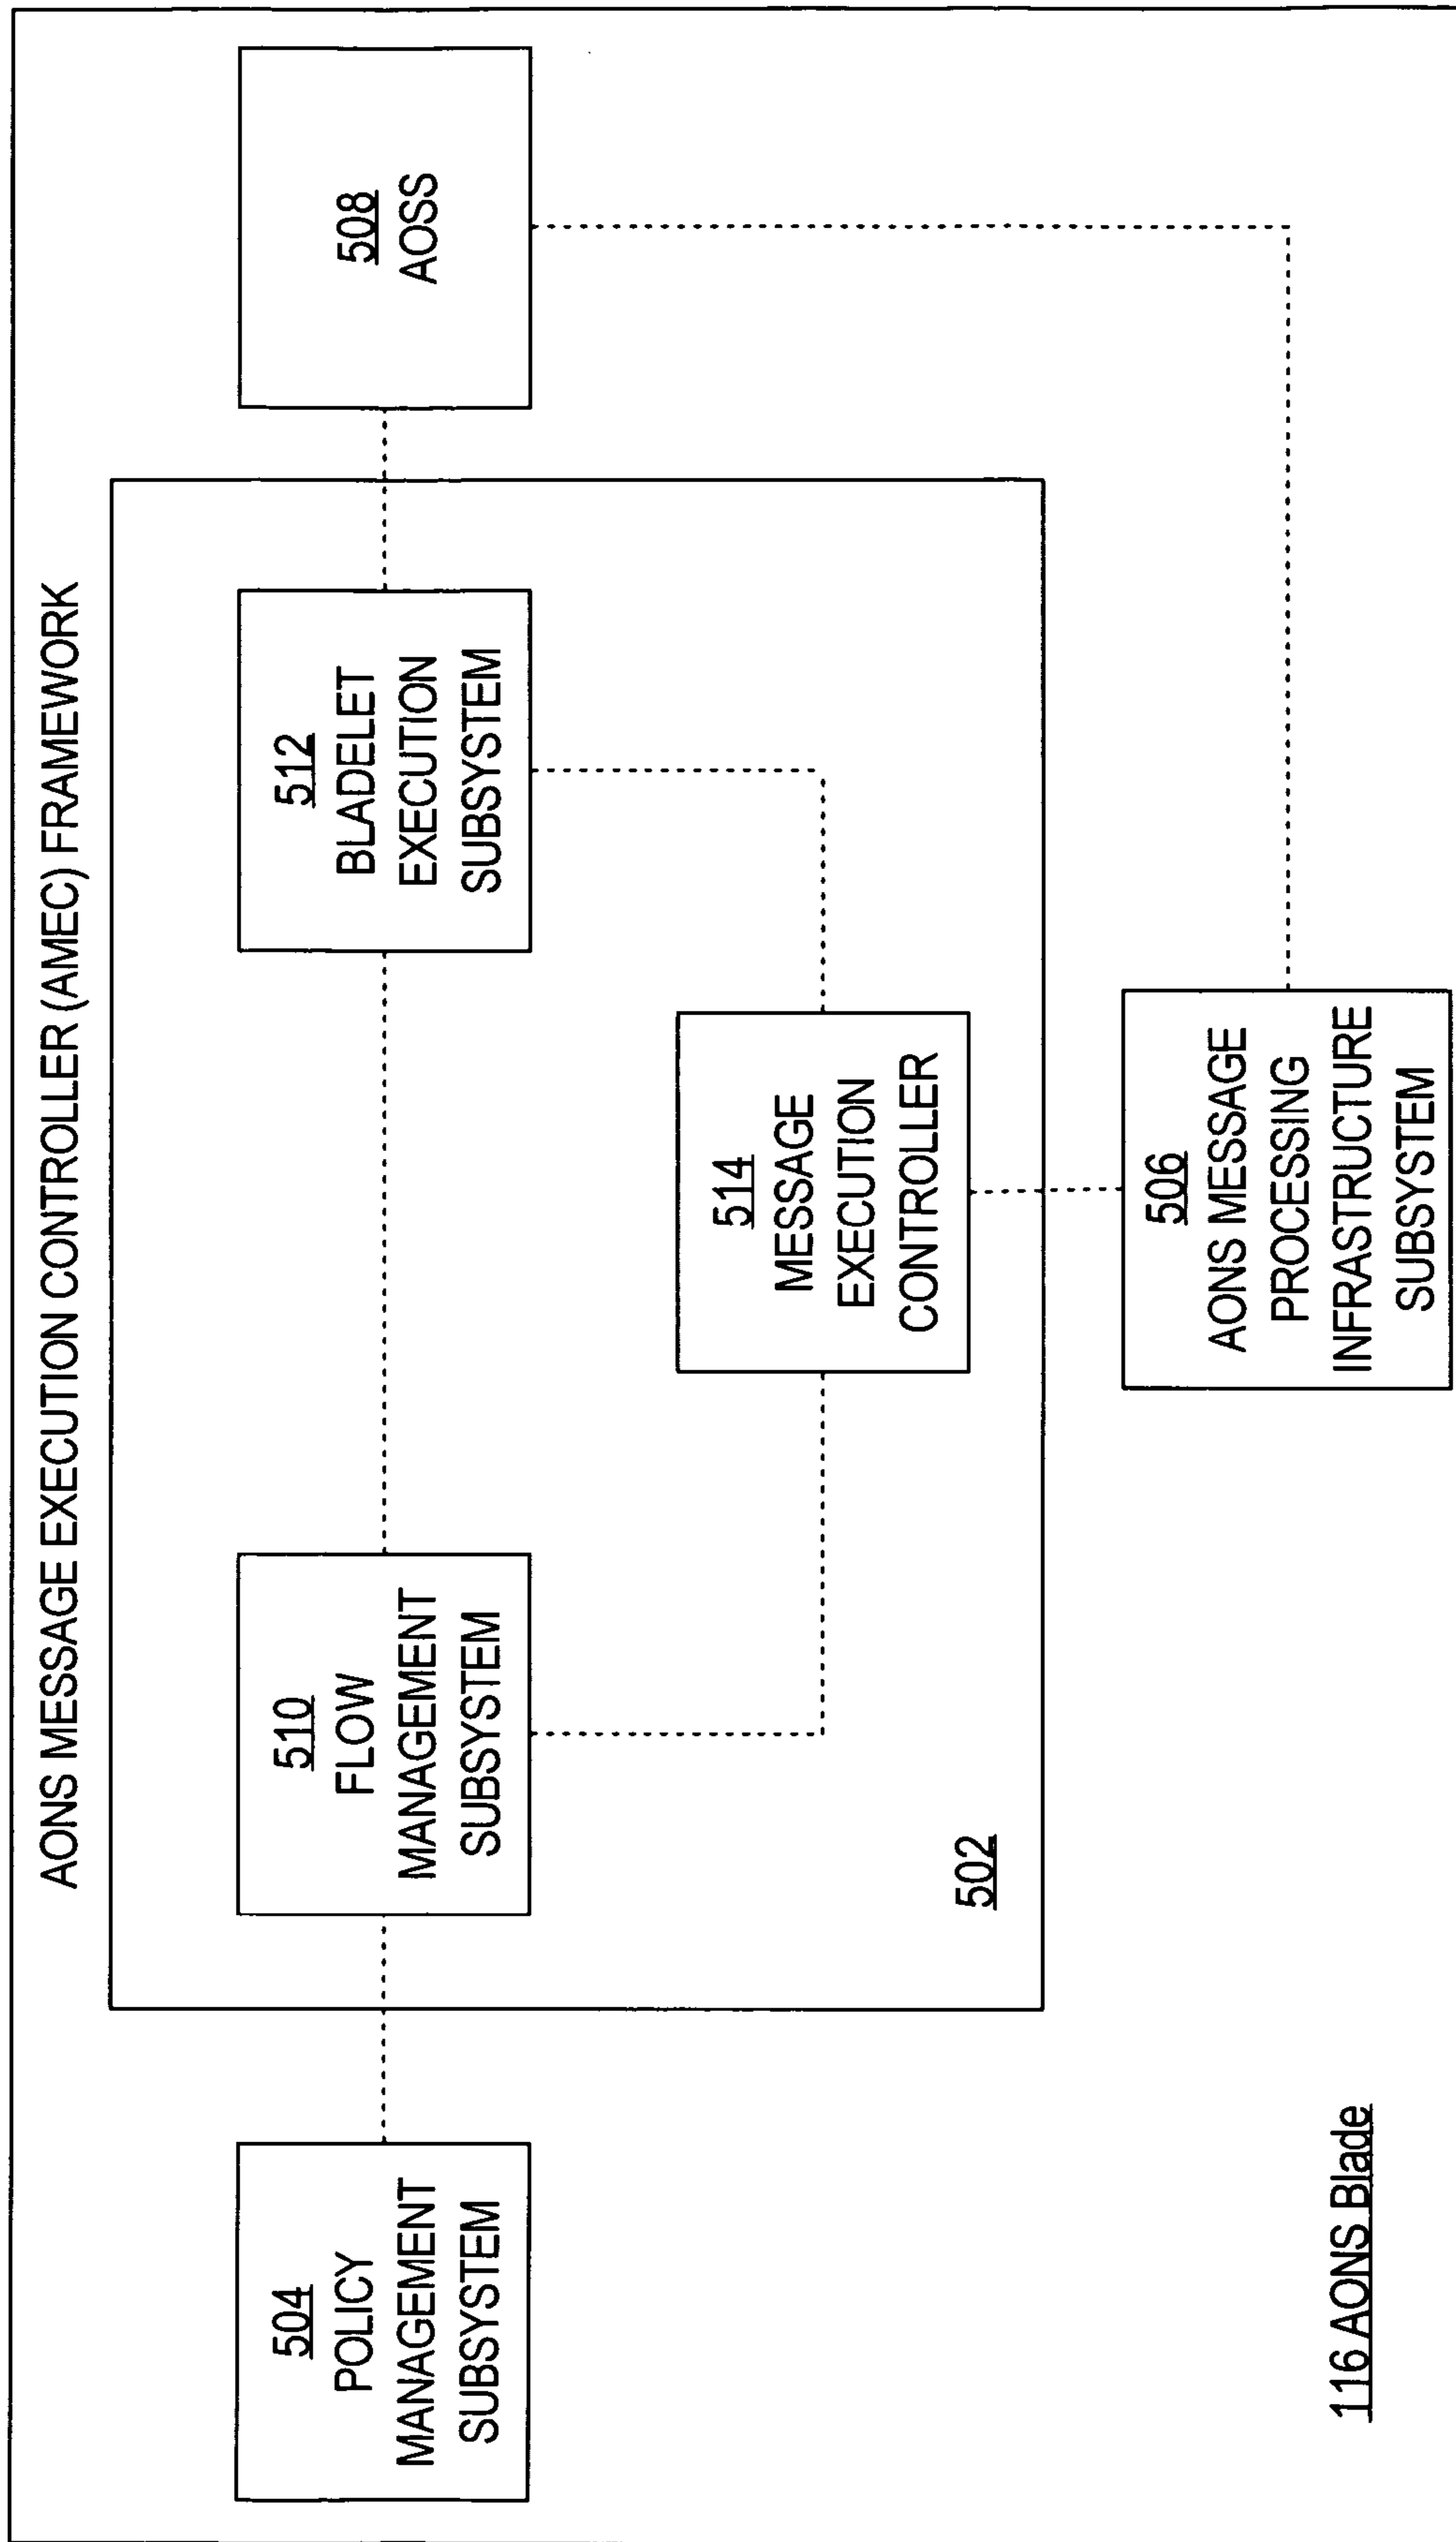 AONS MESSAGE EXECUTION CONTROLLER (AMEC) FRAMEWORK
504
POLICY
MANAGEMENT
SUBSYSTEM
510
FLOW
MANAGEMENT
SUBSYSTEM
512
BLADELET
EXECUTION
SUBSYSTEM
508
AOSS
514
MESSAGE
EXECUTION
CONTROLLER
502
506
AONS MESSAGE
PROCESSING
INFRASTRUCTURE
SUBSYSTEM
116 AONS Blade